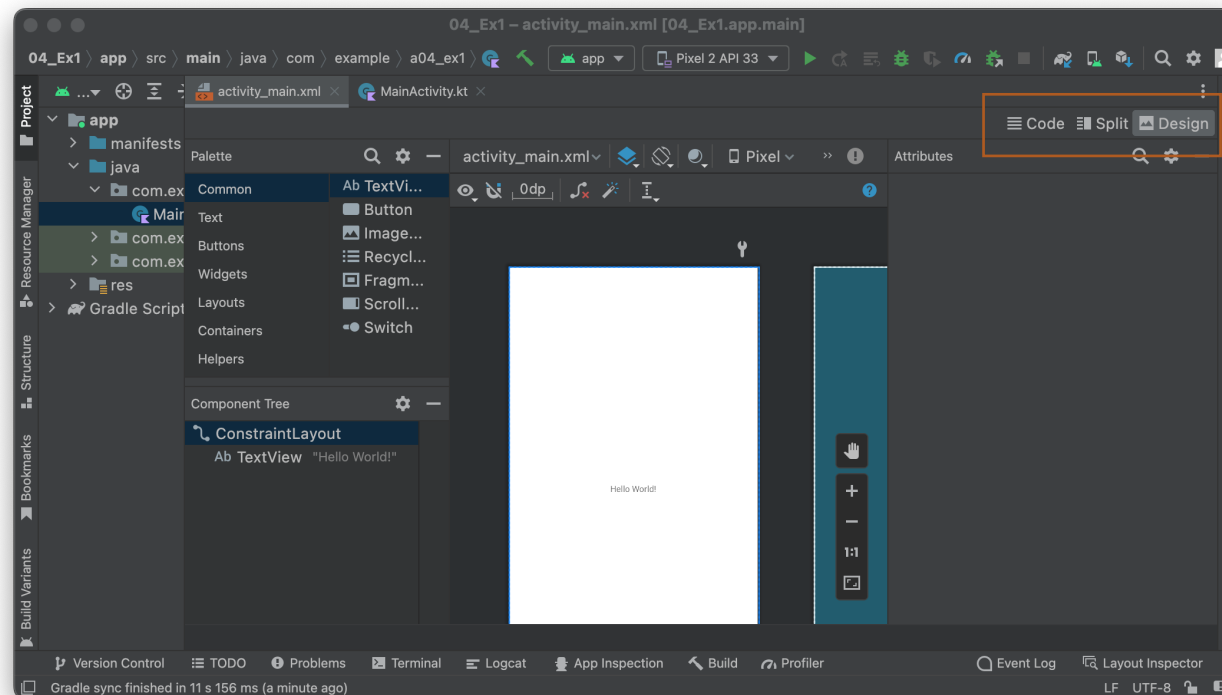 04_Ex1 – activity_main.xml [04_Ex1.app.main]
04_Ex1 〉 app 〉 src 〉 main 〉 java 〉 com 〉 example 〉 a04_ex1 〉 app Pixel 2 API 33
... activity_main.xml MainActivity.kt
Code Split Design
Project
Resource Manager
Structure
Bookmarks
Build Variants
app
manifests
java
com.ex
Main
com.ex
com.ex
res
Gradle Script
Palette
Common
Text
Buttons
Widgets
Layouts
Containers
Helpers
Ab TextVi...
Button
Image...
Recycl...
Fragm...
Scroll...
Switch
Component Tree
ConstraintLayout
Ab TextView "Hello World!"
activity_main.xml Pixel »
0dp
Hello World!
1:1
Attributes
Version Control TODO Problems Terminal Logcat App Inspection Build Profiler Event Log Layout Inspector
Gradle sync finished in 11 s 156 ms (a minute ago) LF UTF-8